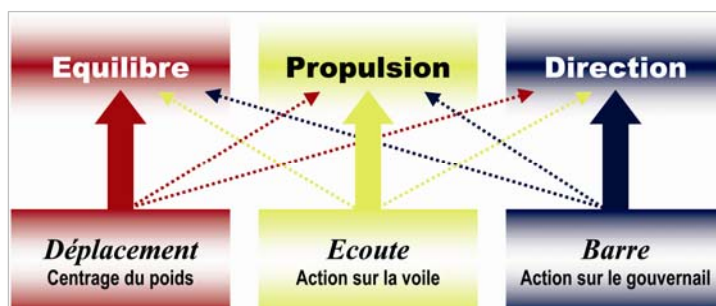 Equilibre
Propulsion
Direction
Déplacement
Centrage du poids
Ecoute
Action sur la voile
Barre
Action sur le gouvernail